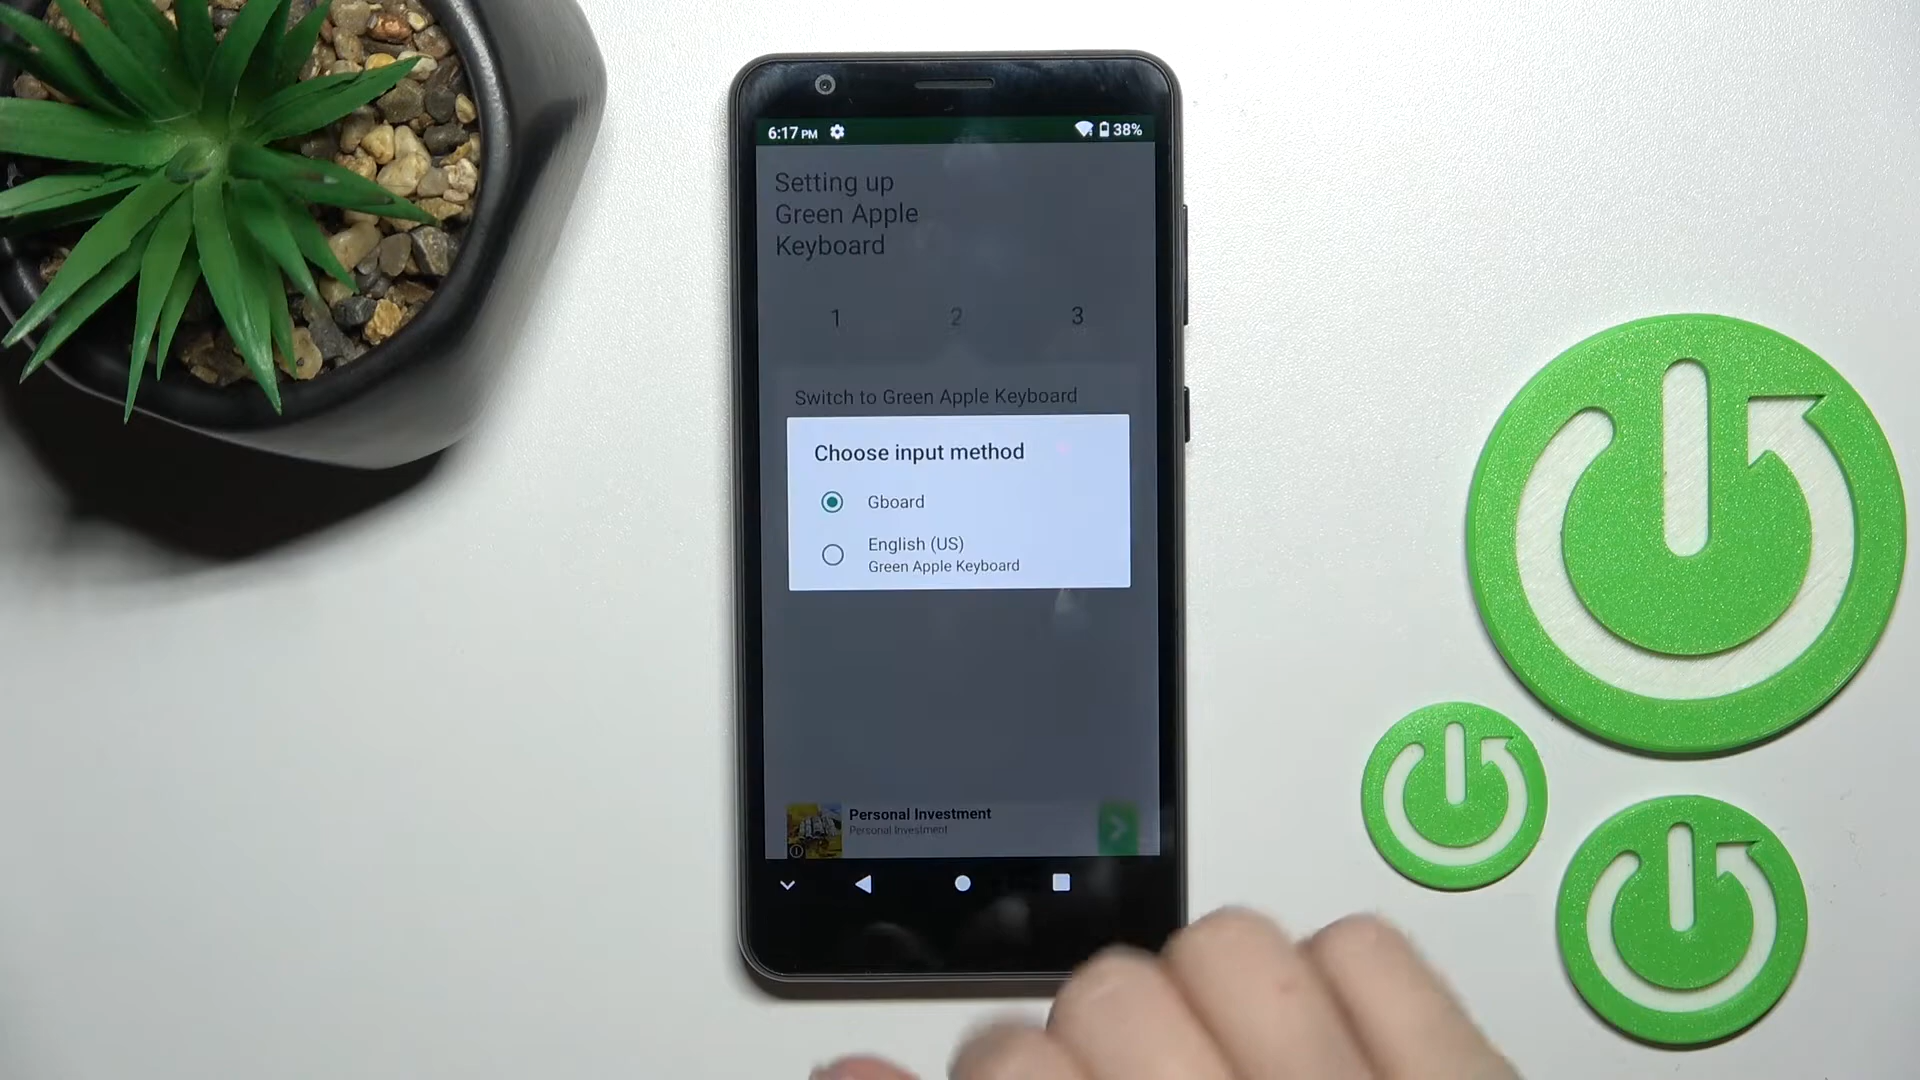 6:17 PM 38%
Setting up
Green Apple
Keyboard
1 2 3
Switch to Green Apple Keyboard
Choose input method
Gboard
English (US)
Green Apple Keyboard
Personal Investment
Personal Investment